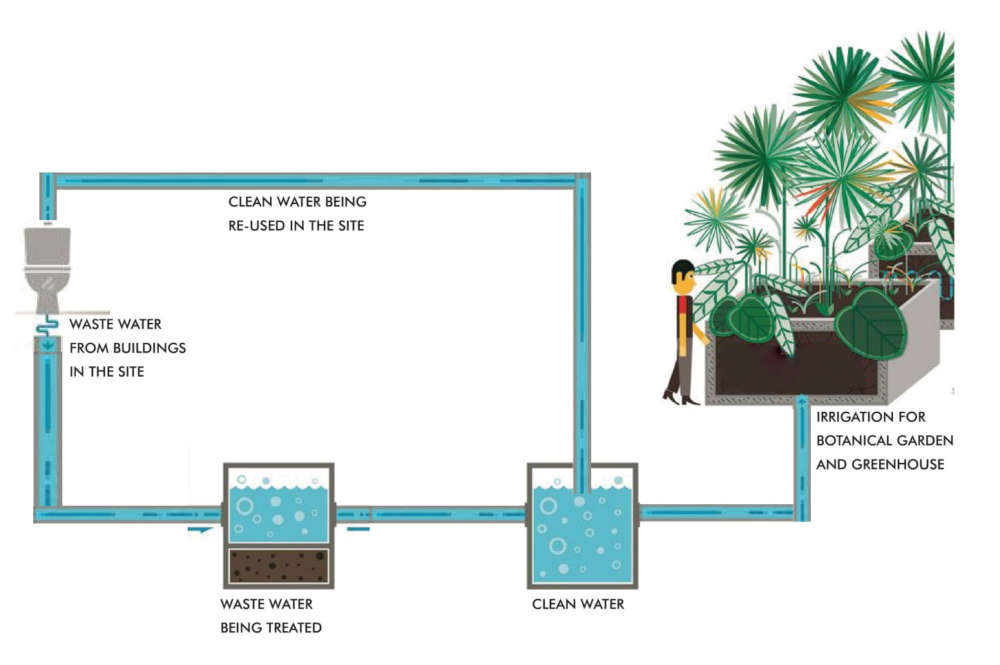 CLEAN WATER BEING
RE-USED IN THE SITE
WASTE WATER
FROM BUILDINGS
IN THE SITE
IRRIGATION FOR
BOTANICAL GARDEN
AND GREENHOUSE
WASTE WATER
BEING TREATED
CLEAN WATER